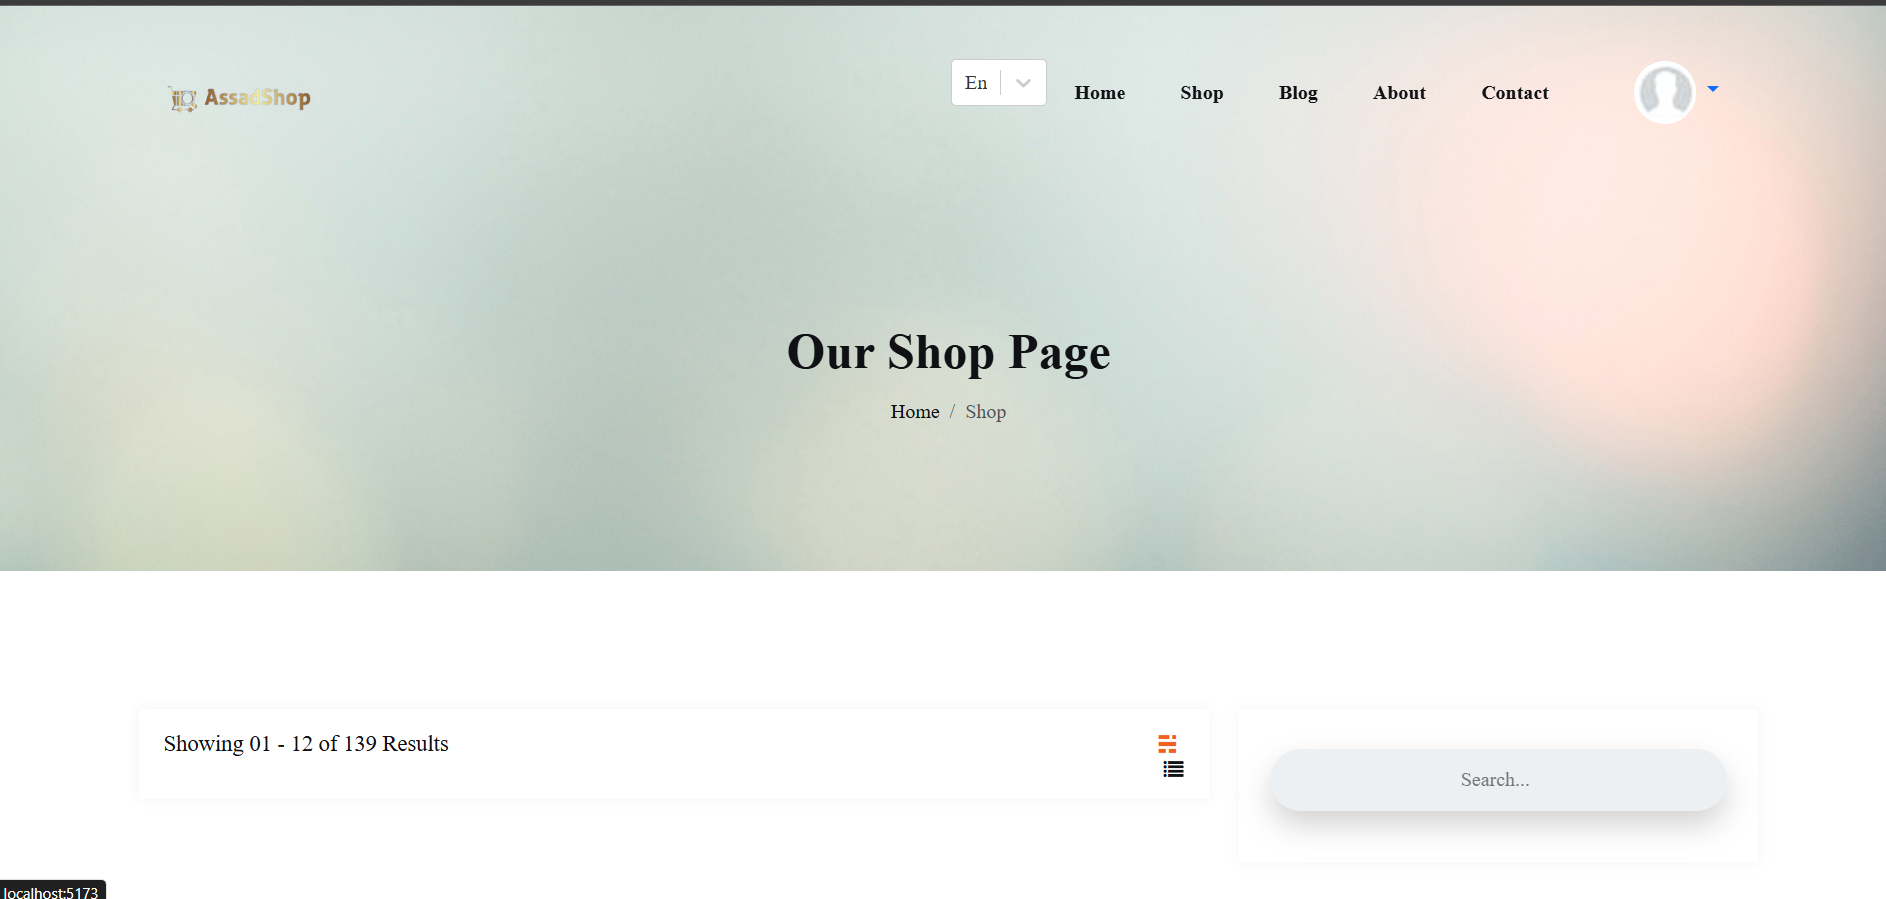 AssadShop
En
Home
Shop
Blog
About
Contact
Our Shop Page
Home / Shop
Showing 01 - 12 of 139 Results
Search...
localhost:5173